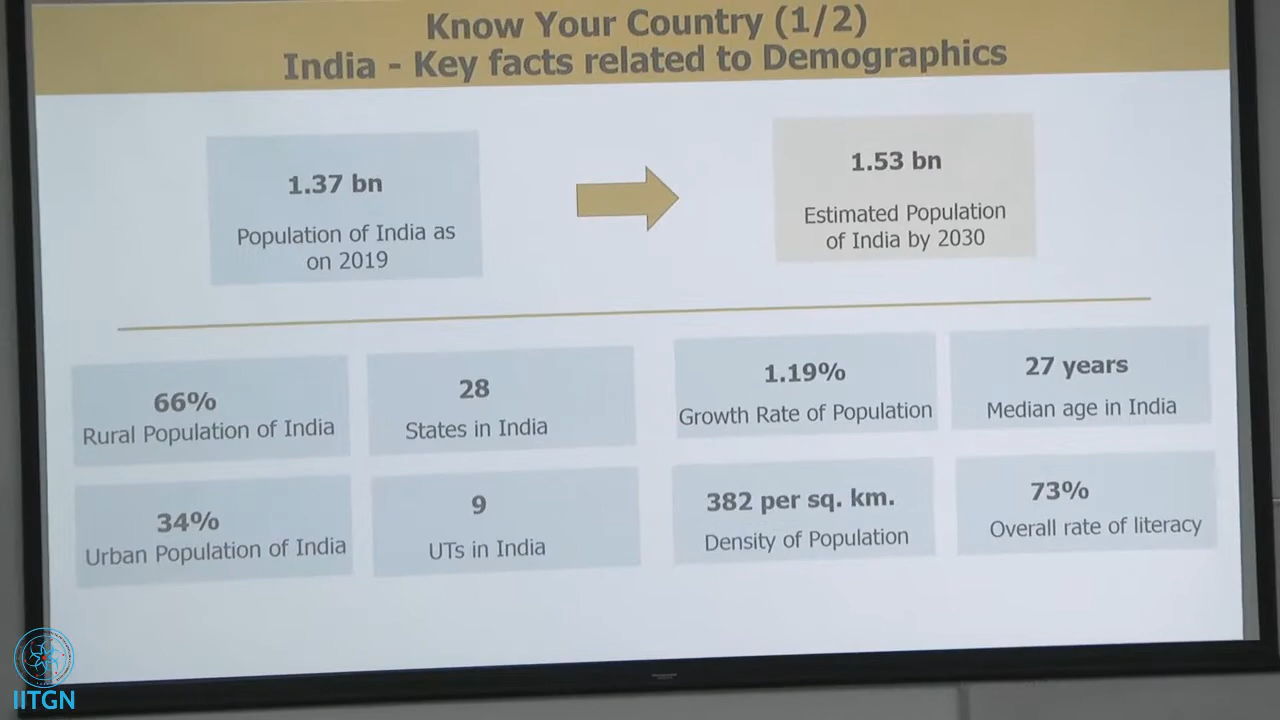 Know Your Country (1/2)
India - Key facts related to Demographics
1.37 bn
Population of India as
on 2019
1.53 bn
Estimated Population
of India by 2030
66%
Rural Population of India
28
States in India
1.19%
Growth Rate of Population
27 years
Median age in India
34%
Urban Population of India
9
UTs in India
382 per sq. km.
Density of Population
73%
Overall rate of literacy
IITGN